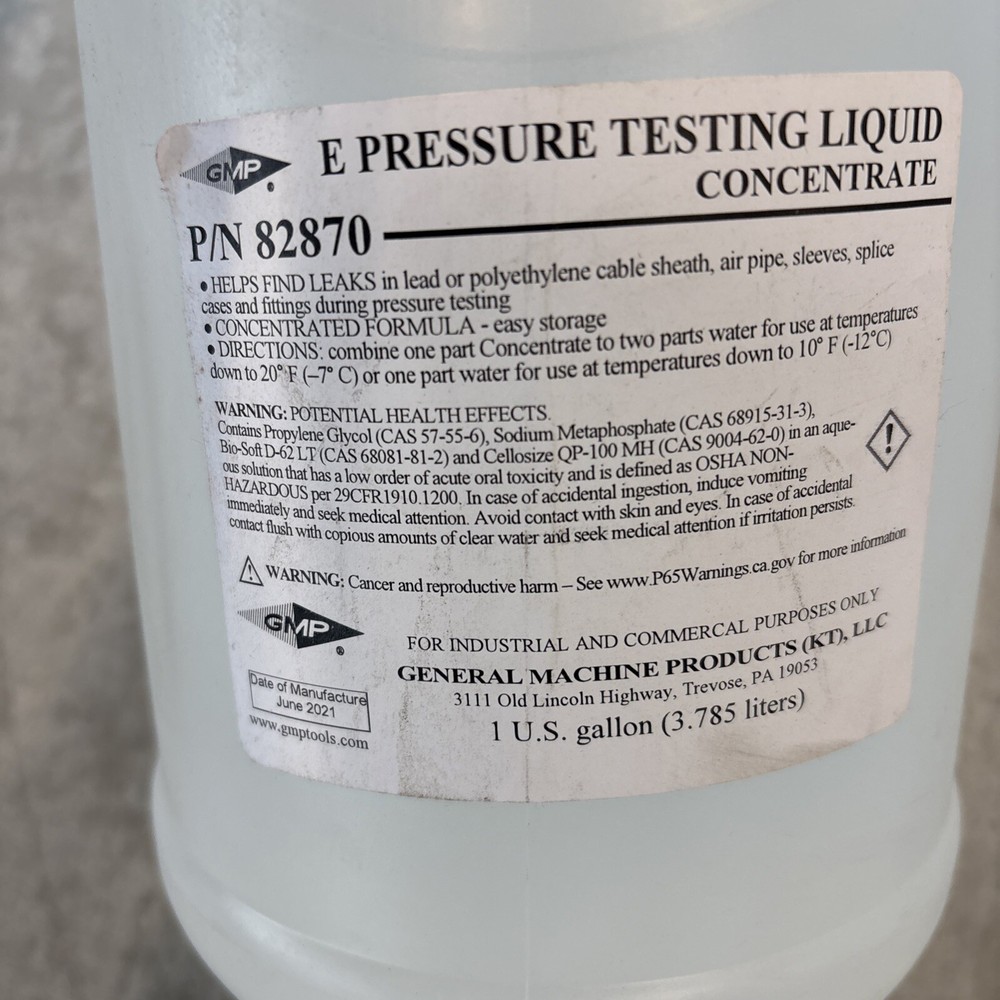 GMP
E PRESSURE TESTING LIQUID
CONCENTRATE
P/N 82870
• HELPS FIND LEAKS in lead or polyethylene cable sheath, air pipe, sleeves, splice
cases and fittings during pressure testing
• CONCENTRATED FORMULA - easy storage
• DIRECTIONS: combine one part Concentrate to two parts water for use at temperatures
down to 20° F (–7° C) or one part water for use at temperatures down to 10° F (-12°C)
WARNING: POTENTIAL HEALTH EFFECTS.
Contains Propylene Glycol (CAS 57-55-6), Sodium Metaphosphate (CAS 68915-31-3),
Bio-Soft D-62 LT (CAS 68081-81-2) and Cellosize QP-100 MH (CAS 9004-62-0) in an aque-
ous solution that has a low order of acute oral toxicity and is defined as OSHA NON-
HAZARDOUS per 29CFR1910.1200. In case of accidental ingestion, induce vomiting
immediately and seek medical attention. Avoid contact with skin and eyes. In case of accidental
contact flush with copious amounts of clear water and seek medical attention if irritation persists.
WARNING: Cancer and reproductive harm – See www.P65Warnings.ca.gov for more information
GMP®
FOR INDUSTRIAL AND COMMERCAL PURPOSES ONLY
GENERAL MACHINE PRODUCTS (KT), LLC
3111 Old Lincoln Highway, Trevose, PA 19053
1 U.S. gallon (3.785 liters)
Date of Manufacture
June 2021
www.gmptools.com